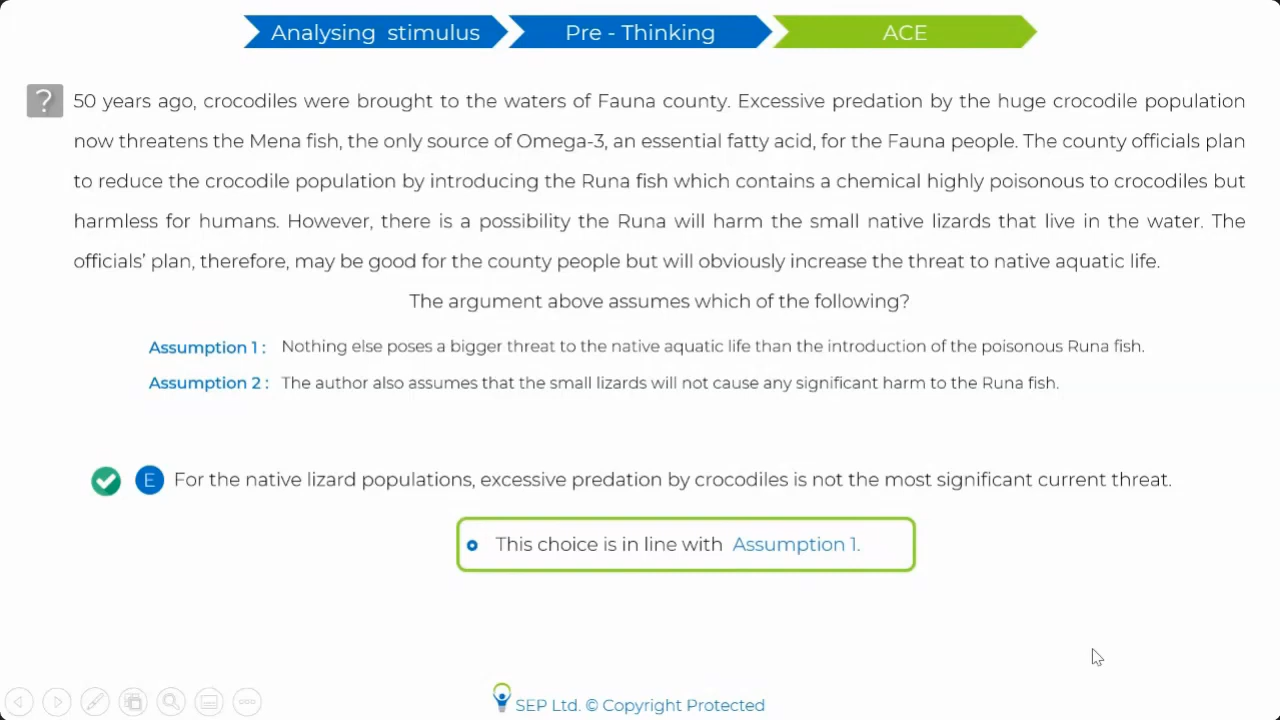 Analysing stimulus
Pre - Thinking
ACE
?
50 years ago, crocodiles were brought to the waters of Fauna county. Excessive predation by the huge crocodile population
now threatens the Mena fish, the only source of Omega-3, an essential fatty acid, for the Fauna people. The county officials plan
to reduce the crocodile population by introducing the Runa fish which contains a chemical highly poisonous to crocodiles but
harmless for humans. However, there is a possibility the Runa will harm the small native lizards that live in the water. The
officials' plan, therefore, may be good for the county people but will obviously increase the threat to native aquatic life.
The argument above assumes which of the following?
Assumption 1 : Nothing else poses a bigger threat to the native aquatic life than the introduction of the poisonous Runa fish.
Assumption 2 : The author also assumes that the small lizards will not cause any significant harm to the Runa fish.
E For the native lizard populations, excessive predation by crocodiles is not the most significant current threat.
This choice is in line with Assumption 1.
SEP Ltd. © Copyright Protected